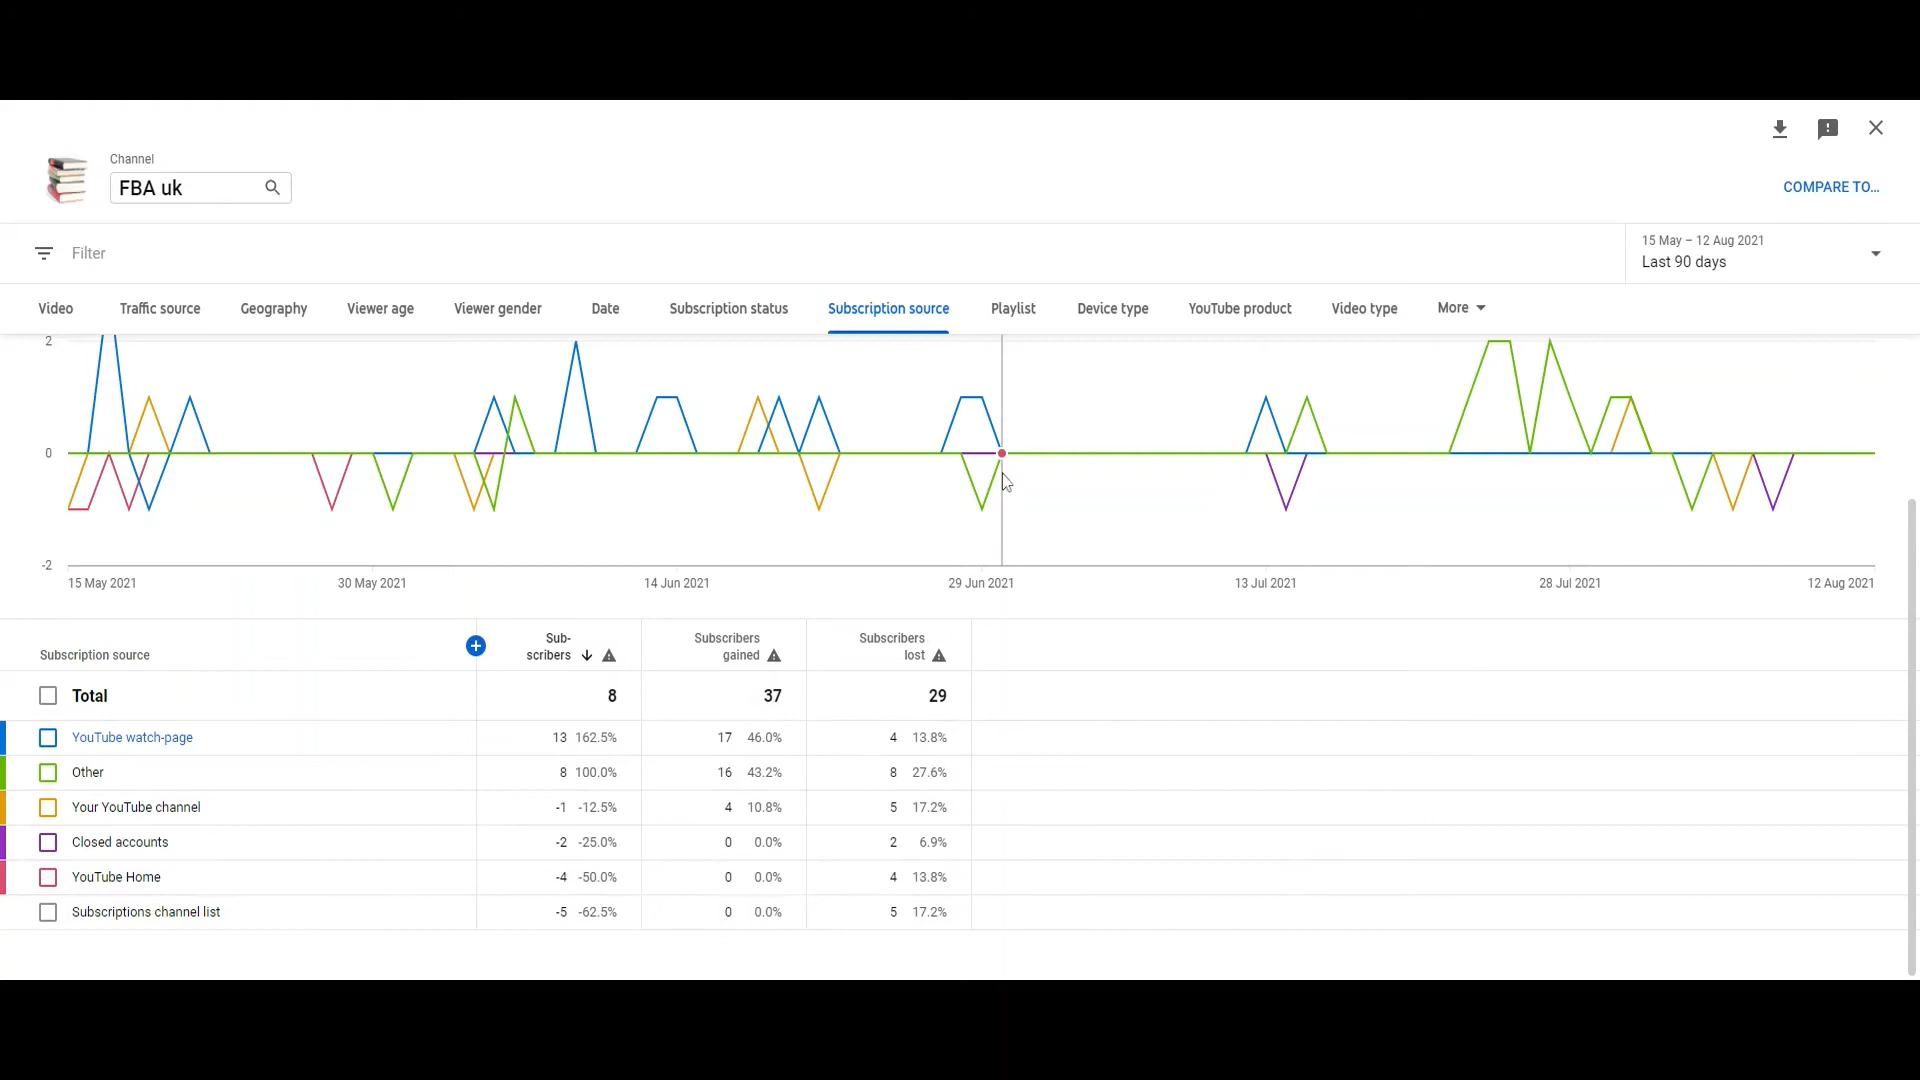 Channel
FBA uk
COMPARE TO...
Filter
15 May – 12 Aug 2021
Last 90 days
Video Traffic source Geography Viewer age Viewer gender Date Subscription status Subscription source Playlist Device type YouTube product Video type More
2
0
-2
15 May 2021 30 May 2021 14 Jun 2021 29 Jun 2021 13 Jul 2021 28 Jul 2021 12 Aug 2021
Subscription source Sub-scribers Subscribers gained Subscribers lost
Total 8 37 29
YouTube watch-page 13 162.5% 17 46.0% 4 13.8%
Other 8 100.0% 16 43.2% 8 27.6%
Your YouTube channel -1 -12.5% 4 10.8% 5 17.2%
Closed accounts -2 -25.0% 0 0.0% 2 6.9%
YouTube Home -4 -50.0% 0 0.0% 4 13.8%
Subscriptions channel list -5 -62.5% 0 0.0% 5 17.2%